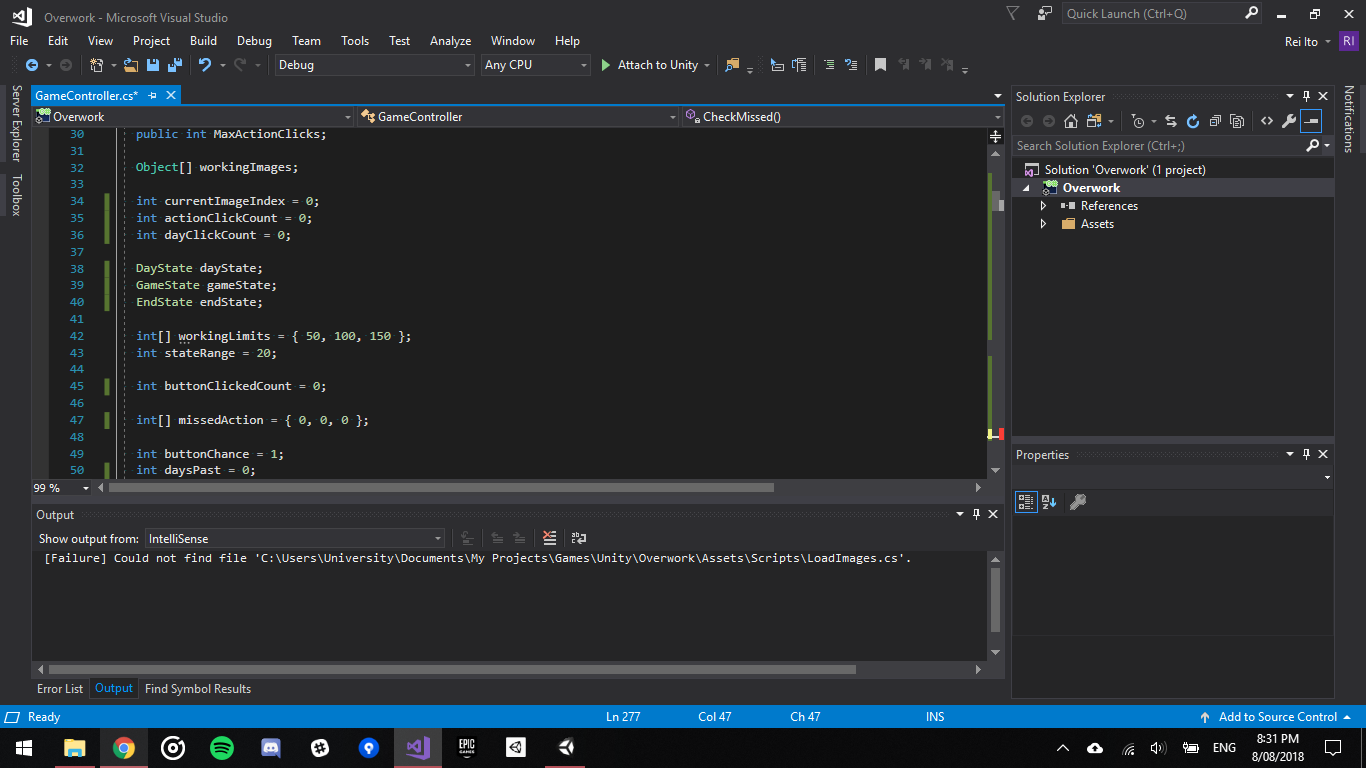 Overwork - Microsoft Visual Studio
Quick Launch (Ctrl+Q)
File Edit View Project Build Debug Team Tools Test Analyze Window Help
Rei Ito RI
Debug Any CPU Attach to Unity
Server Explorer
Toolbox
GameController.cs*
Overwork GameController CheckMissed()
30 public int MaxActionClicks;
31
32 Object[] workingImages;
33
34 int currentImageIndex = 0;
35 int actionClickCount = 0;
36 int dayClickCount = 0;
37
38 DayState dayState;
39 GameState gameState;
40 EndState endState;
41
42 int[] workingLimits = { 50, 100, 150 };
43 int stateRange = 20;
44
45 int buttonClickedCount = 0;
46
47 int[] missedAction = { 0, 0, 0 };
48
49 int buttonChance = 1;
50 int daysPast = 0;
99 %
Output
Show output from: IntelliSense
[Failure] Could not find file 'C:\Users\University\Documents\My Projects\Games\Unity\Overwork\Assets\Scripts\LoadImages.cs'.
Error List Output Find Symbol Results
Solution Explorer
Search Solution Explorer (Ctrl+;)
Solution 'Overwork' (1 project)
Overwork
References
Assets
Properties
Notifications
Ready Ln 277 Col 47 Ch 47 INS Add to Source Control
EPIC GAMES
ENG
8:31 PM
8/08/2018